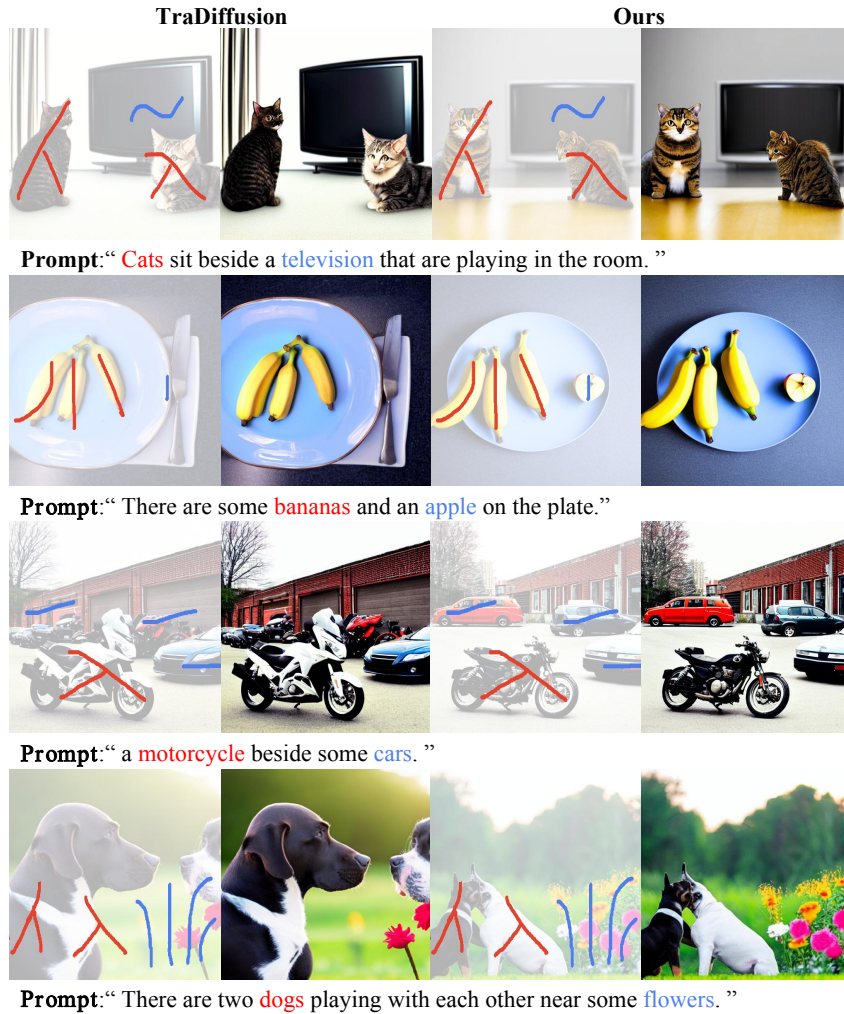 TraDiffusion Ours
Prompt:“ Cats sit beside a television that are playing in the room. ”
Prompt:“ There are some bananas and an apple on the plate.”
Prompt:“ a motorcycle beside some cars. ”
Prompt:“ There are two dogs playing with each other near some flowers. ”